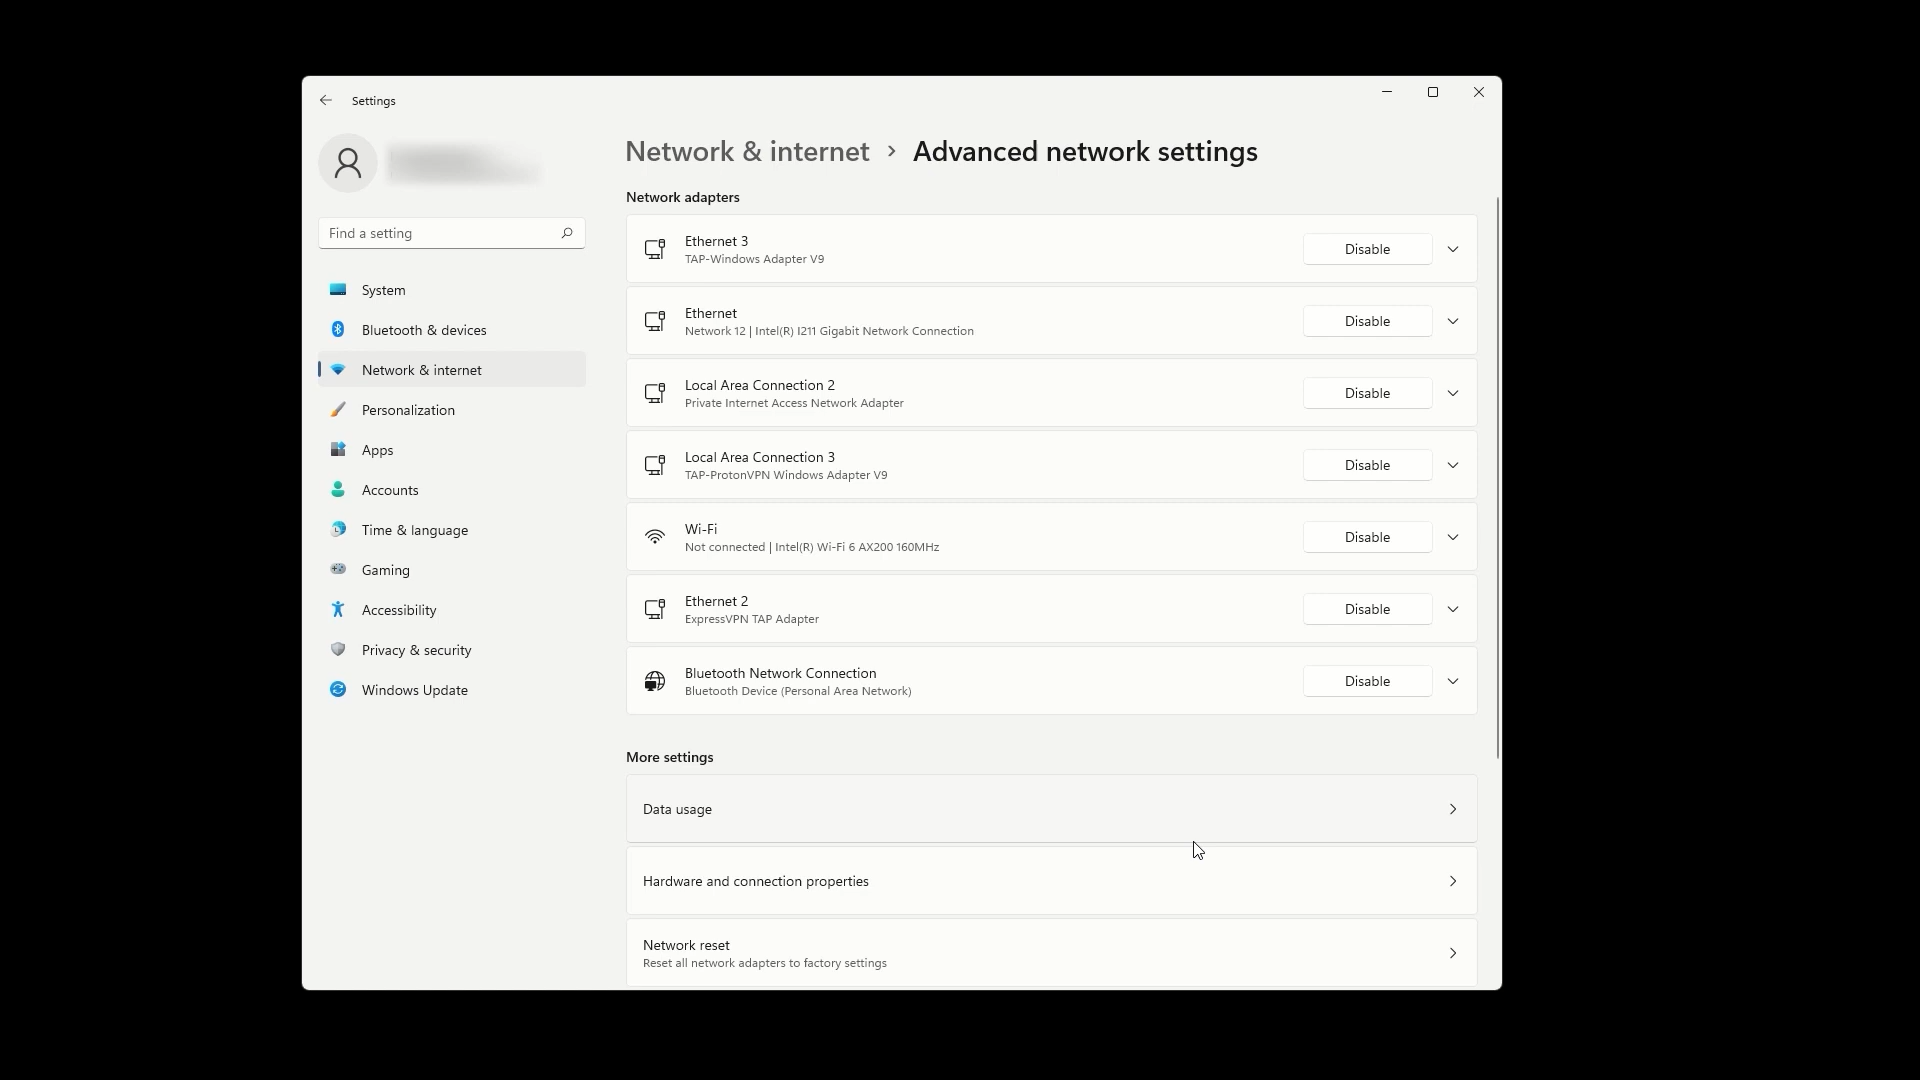 Settings
Find a setting
System
Bluetooth & devices
Network & internet
Personalization
Apps
Accounts
Time & language
Gaming
Accessibility
Privacy & security
Windows Update
Network & internet > Advanced network settings
Network adapters
Ethernet 3
TAP-Windows Adapter V9
Disable
Ethernet
Network 12 | Intel(R) I211 Gigabit Network Connection
Disable
Local Area Connection 2
Private Internet Access Network Adapter
Disable
Local Area Connection 3
TAP-ProtonVPN Windows Adapter V9
Disable
Wi-Fi
Not connected | Intel(R) Wi-Fi 6 AX200 160MHz
Disable
Ethernet 2
ExpressVPN TAP Adapter
Disable
Bluetooth Network Connection
Bluetooth Device (Personal Area Network)
Disable
More settings
Data usage
Hardware and connection properties
Network reset
Reset all network adapters to factory settings